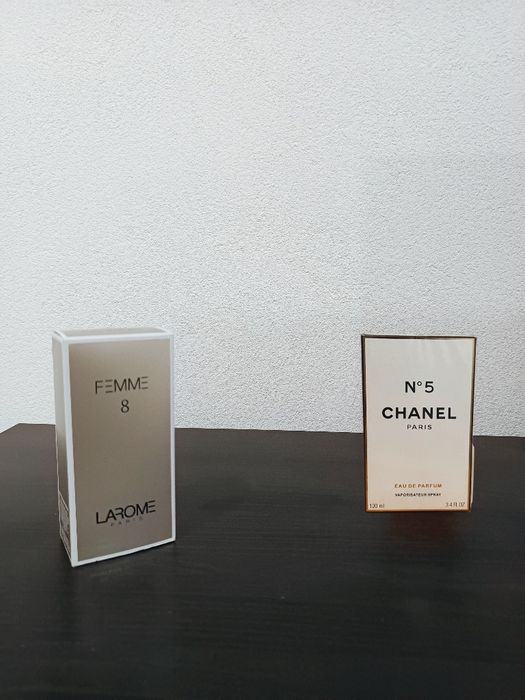 FEMME
8
LAROME
PARIS
N°5
CHANEL
PARIS
EAU DE PARFUM
VAPORISATEUR SPRAY
100 ml
3.4 FL.OZ